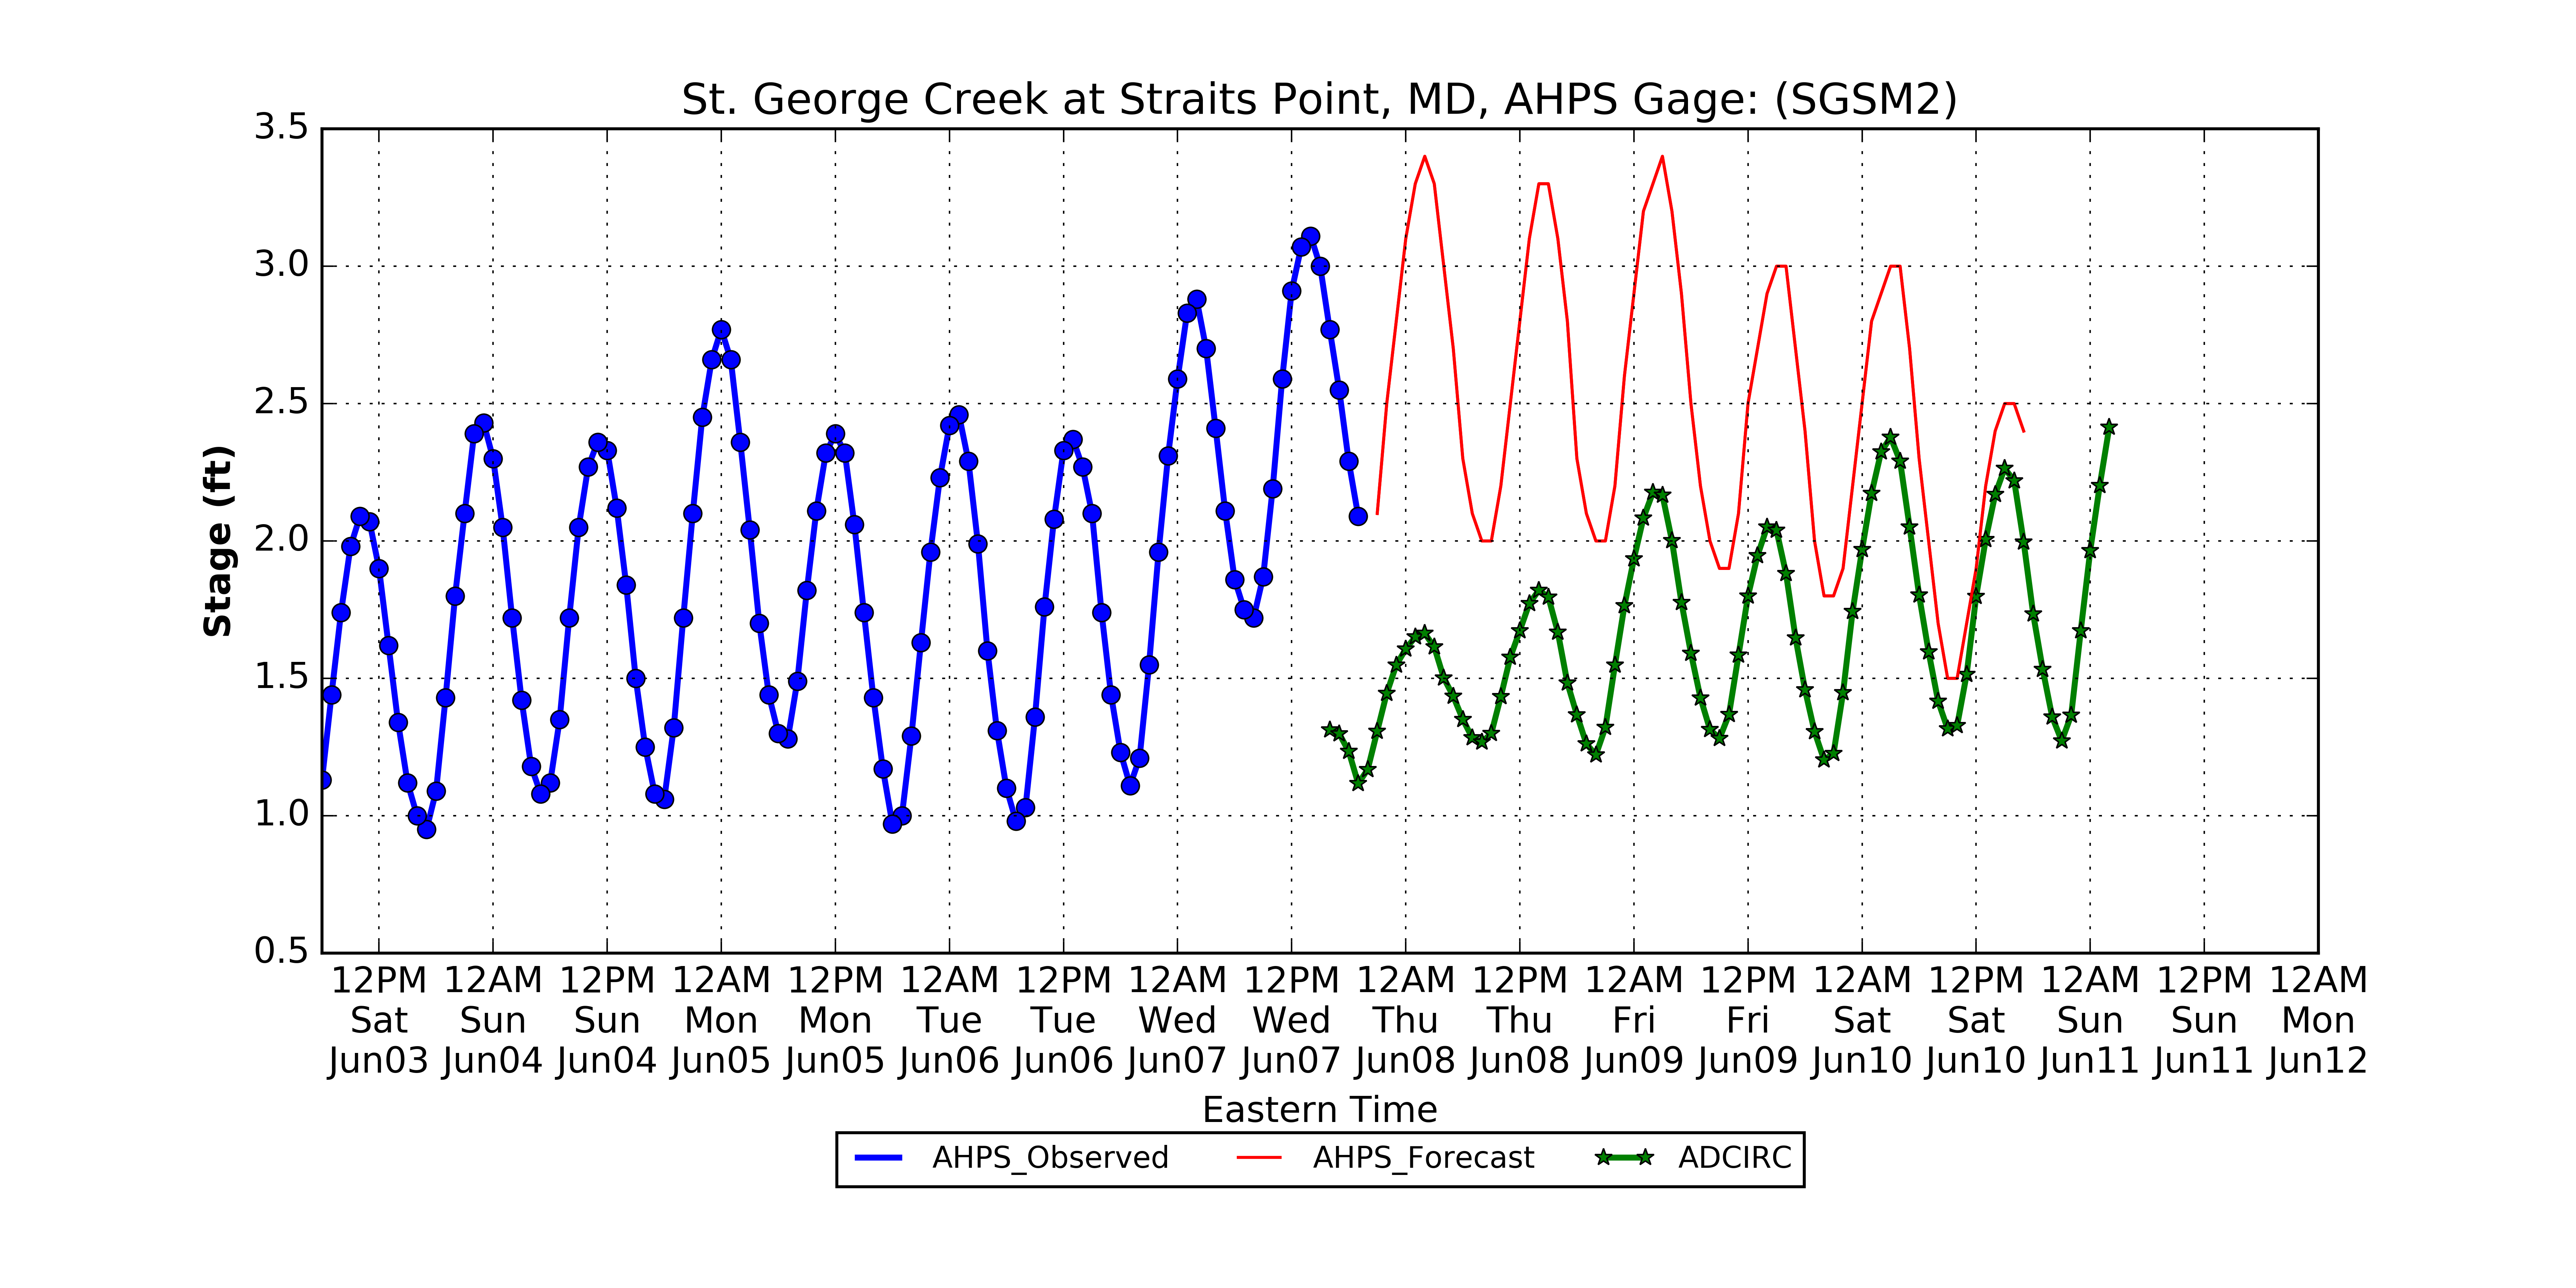 St. George Creek at Straits Point, MD, AHPS Gage: (SGSM2)
3.5
3.0
2.5
2.0
1.5
1.0
0.5
Stage (ft)
12PM 12AM 12PM 12AM 12PM 12AM 12PM 12AM 12PM 12AM 12PM 12AM 12PM 12AM 12PM 12AM 12PM 12AM
Sat Sun Sun Mon Mon Tue Tue Wed Wed Thu Thu Fri Fri Sat Sat Sun Sun Mon
Jun03 Jun04 Jun04 Jun05 Jun05 Jun06 Jun06 Jun07 Jun07 Jun08 Jun08 Jun09 Jun09 Jun10 Jun10 Jun11 Jun11 Jun12
Eastern Time
AHPS_Observed AHPS_Forecast ADCIRC